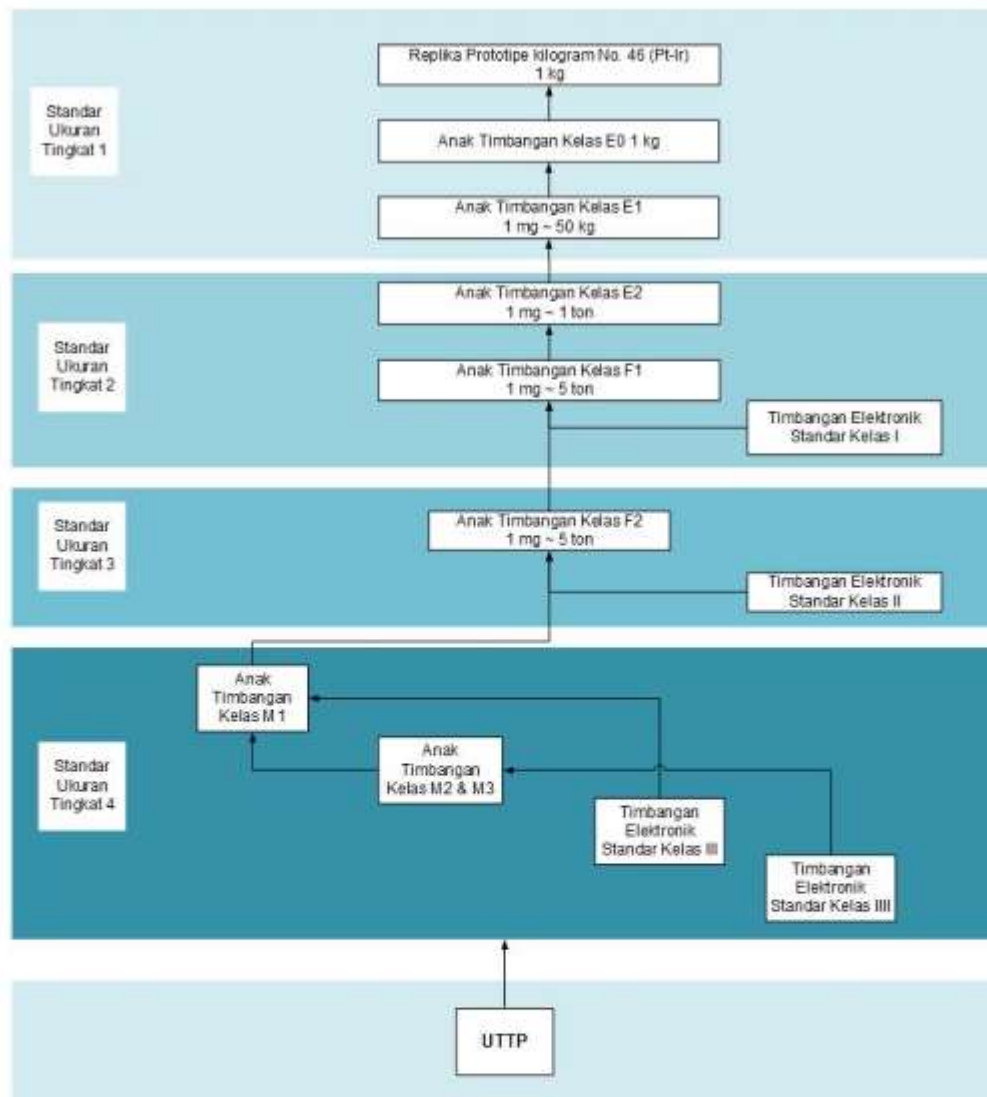 Replika Prototipe kilogram No. 46 (Pt-Ir)
1 kg
Standar
Ukuran
Tingkat 1
Anak Timbangan Kelas E0 1 kg
Anak Timbangan Kelas E1
1 mg ~ 50 kg
Anak Timbangan Kelas E2
1 mg ~ 1 ton
Standar
Ukuran
Tingkat 2
Anak Timbangan Kelas F1
1 mg ~ 5 ton
Timbangan Elektronik
Standar Kelas I
Standar
Ukuran
Tingkat 3
Anak Timbangan Kelas F2
1 mg ~ 5 ton
Timbangan Elektronik
Standar Kelas II
Anak
Timbangan
Kelas M 1
Standar
Ukuran
Tingkat 4
Anak
Timbangan
Kelas M2 & M3
Timbangan
Elektronik
Standar Kelas III
Timbangan
Elektronik
Standar Kelas IIII
UTTP